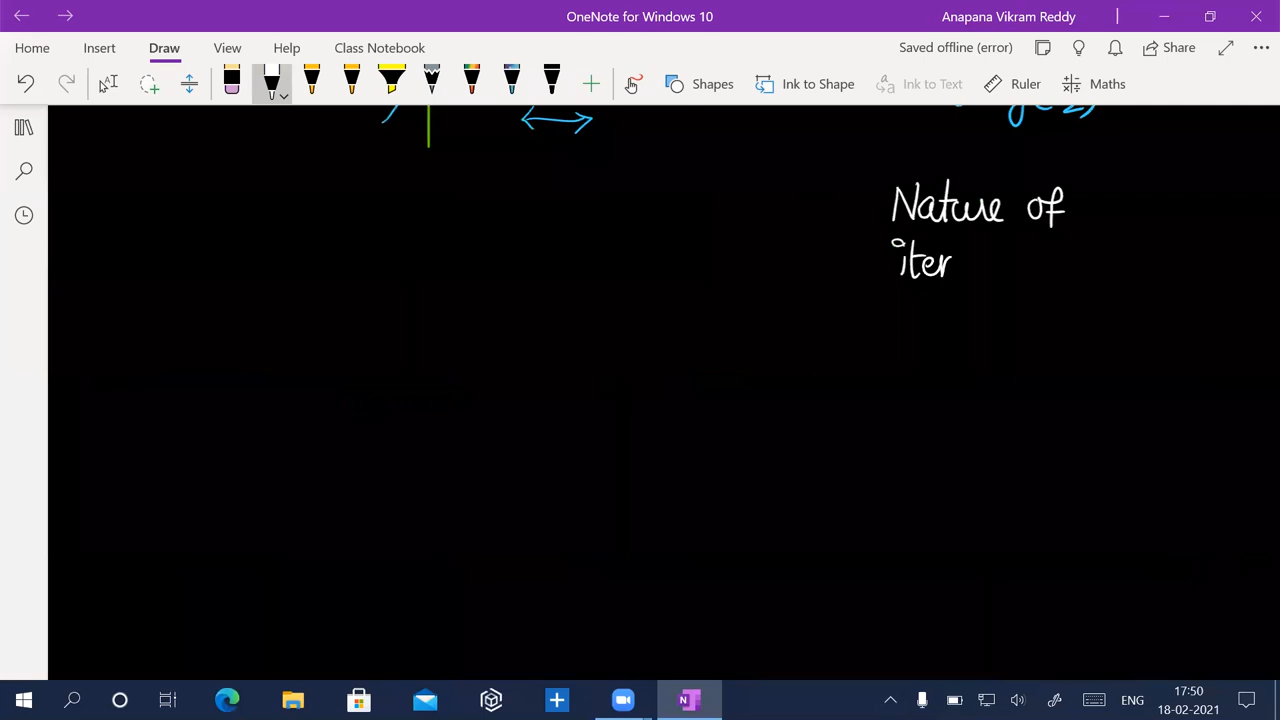 OneNote for Windows 10
Anapana Vikram Reddy
Home Insert Draw View Help Class Notebook
Saved offline (error) Share
Shapes Ink to Shape Ink to Text Ruler Maths
Nature of
iter
ENG
17:50
18-02-2021